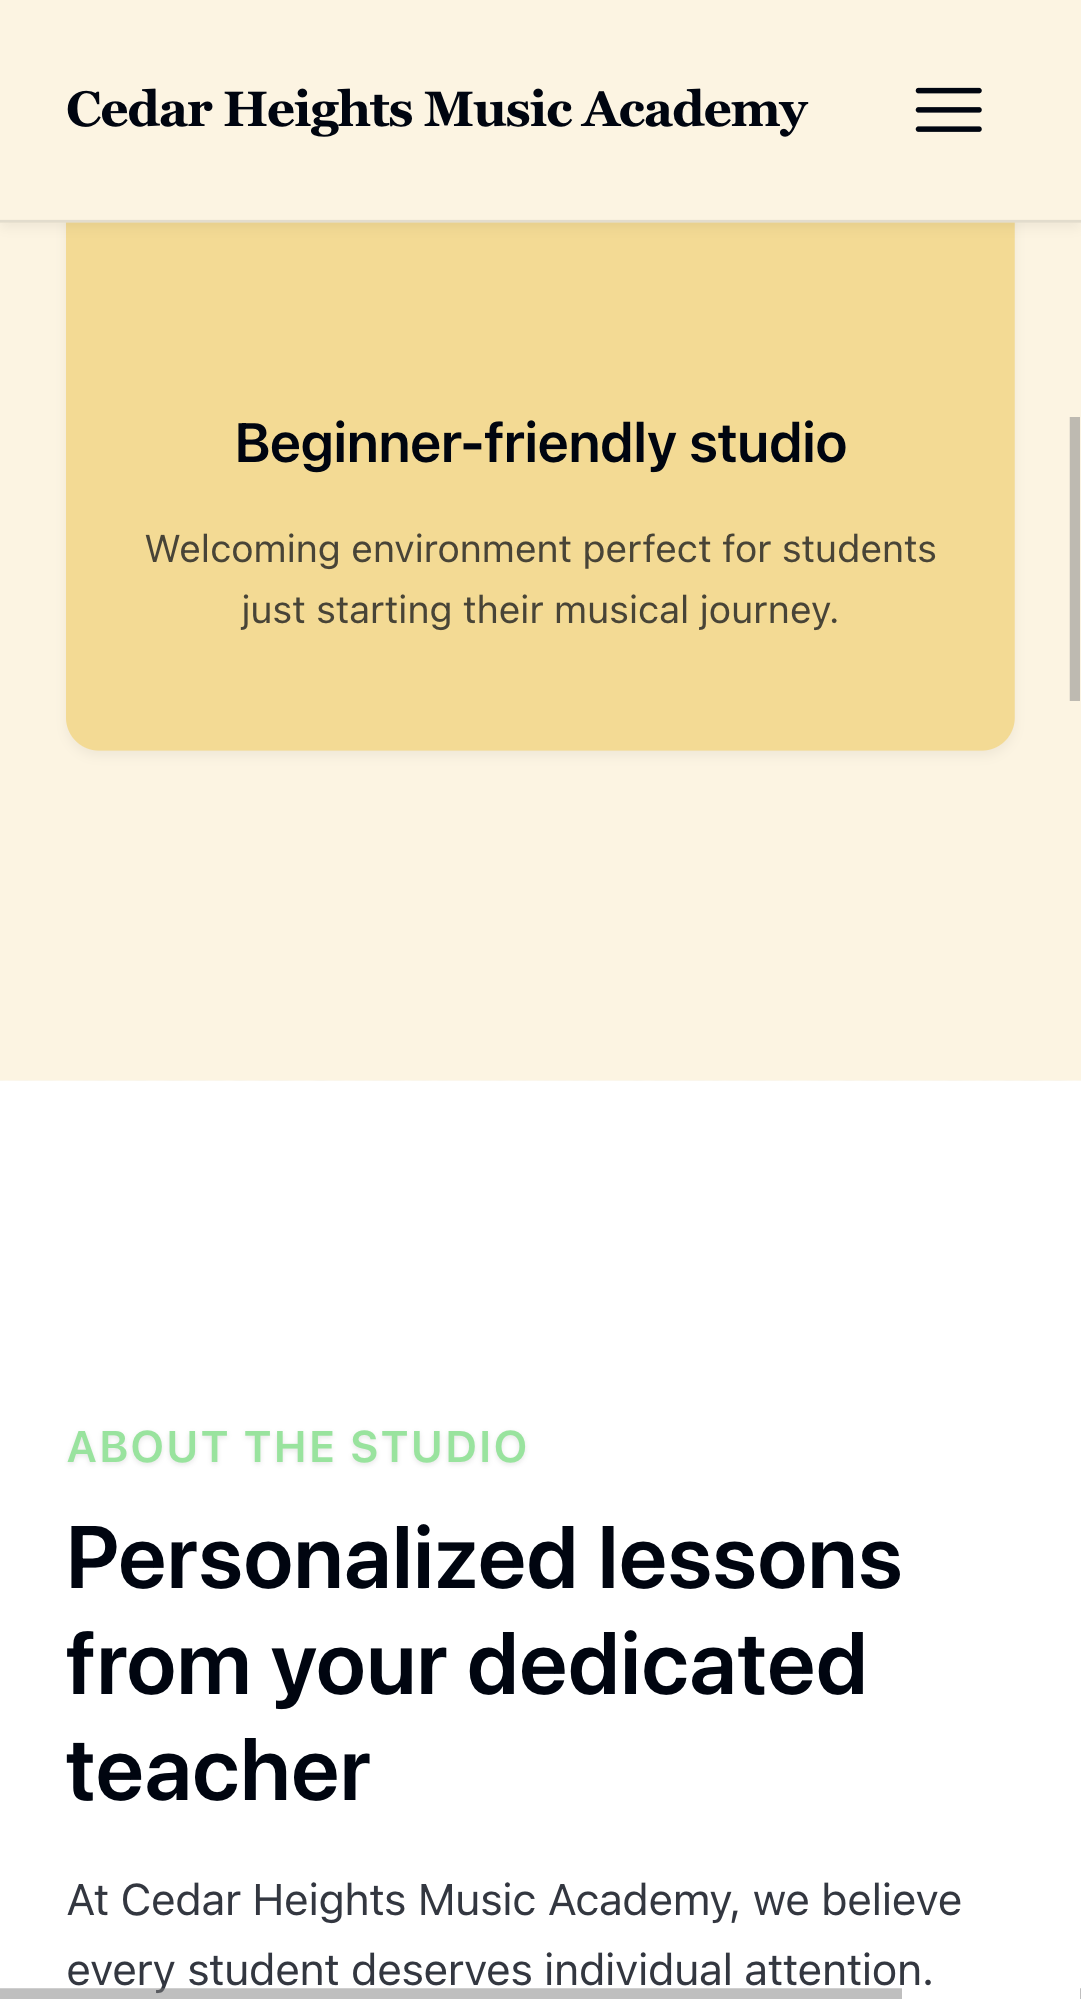 Cedar Heights Music Academy
Beginner-friendly studio
Welcoming environment perfect for students
just starting their musical journey.
ABOUT THE STUDIO
Personalized lessons
from your dedicated
teacher
At Cedar Heights Music Academy, we believe
every student deserves individual attention.